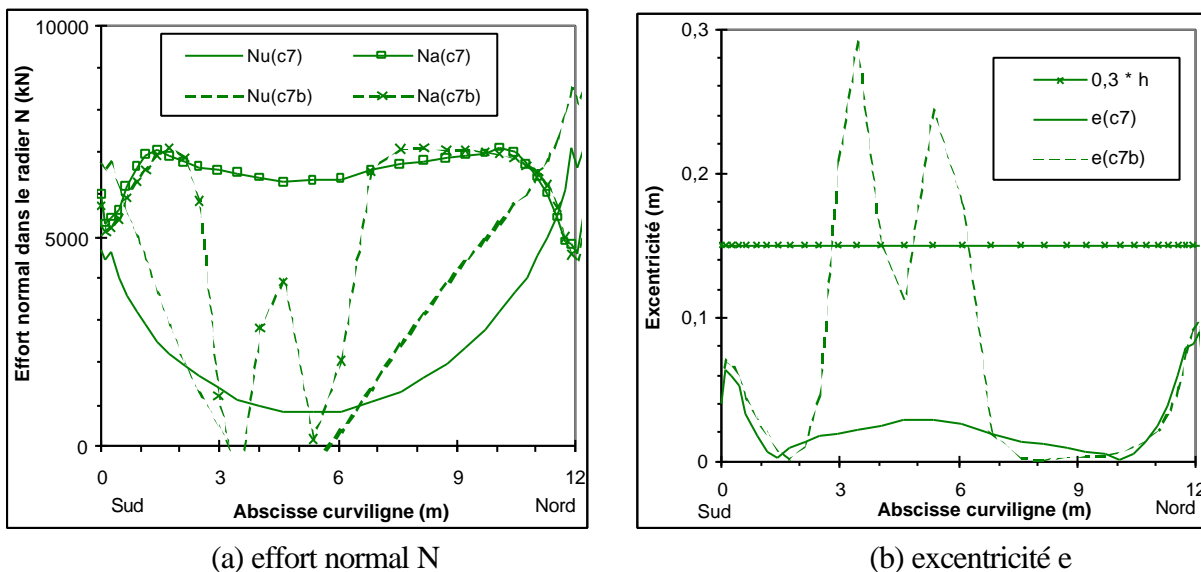 10000
5000
0
0
3
6
9
12
Sud
Nord
Abscisse curviligne (m)
Effort normal dans le radier N (kN)
Nu(c7)
Na(c7)
Nu(c7b)
Na(c7b)
(a) effort normal N
0,3
0,2
0,1
0
0
3
6
9
12
Sud
Nord
Abscisse curviligne (m)
Excentricité (m)
0,3 * h
e(c7)
e(c7b)
(b) excentricité e